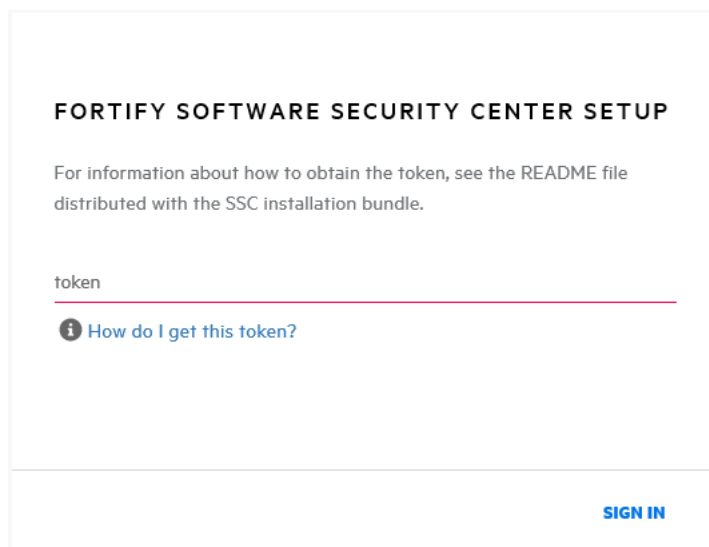 FORTIFY SOFTWARE SECURITY CENTER SETUP
For information about how to obtain the token, see the README file
distributed with the SSC installation bundle.
token
How do I get this token?
SIGN IN